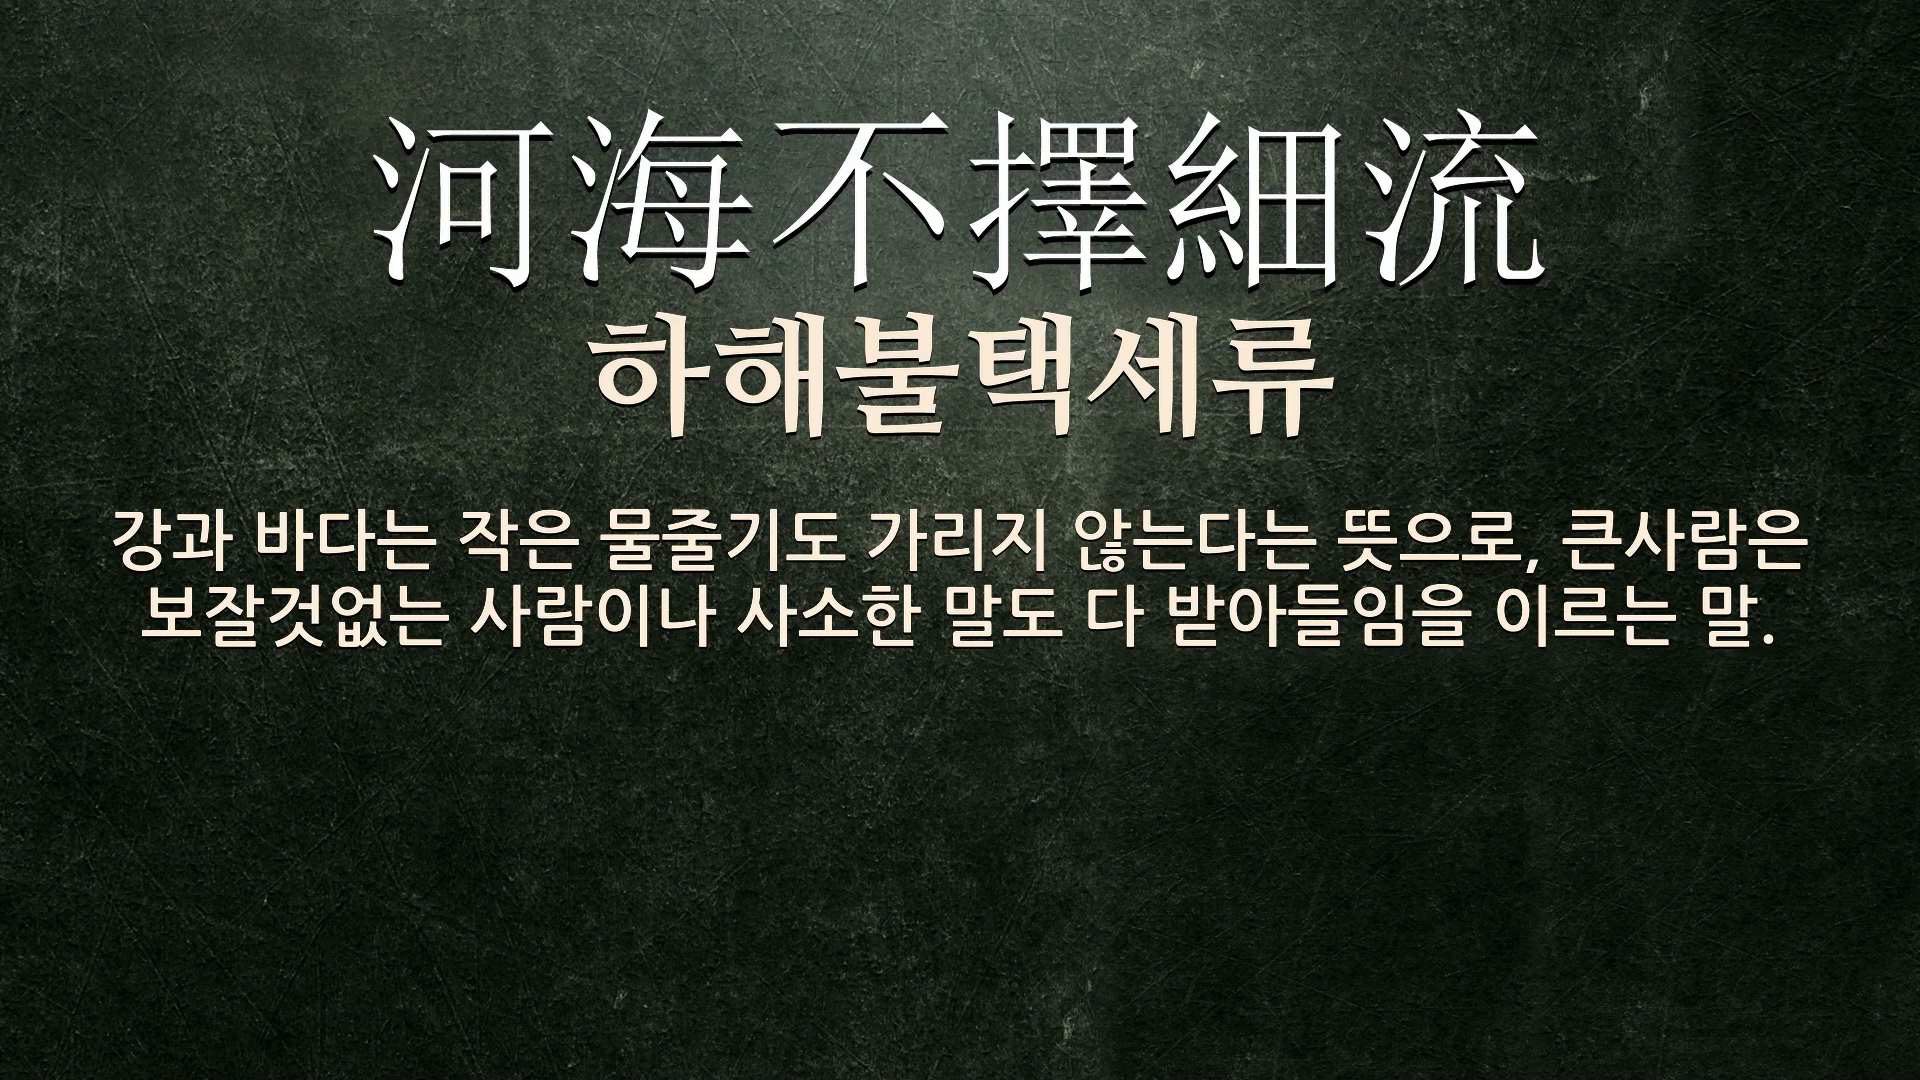 河海不擇細流
하해불택세류
강과 바다는 작은 물줄기도 가리지 않는다는 뜻으로, 큰사람은
보잘것없는 사람이나 사소한 말도 다 받아들임을 이르는 말.